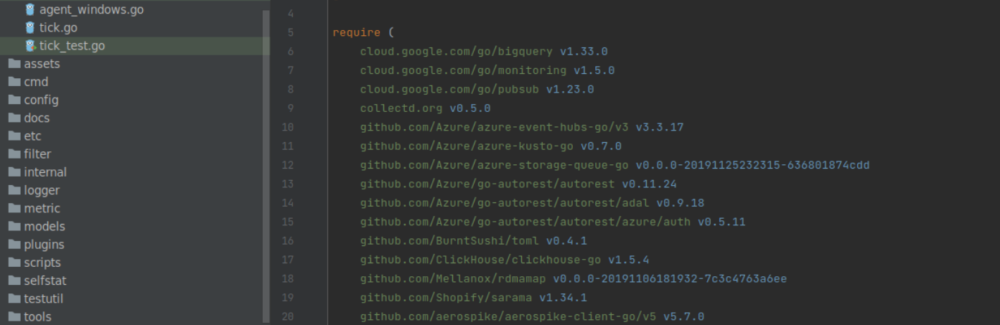 agent_windows.go
tick.go
tick_test.go
assets
cmd
config
docs
etc
filter
internal
logger
metric
models
plugins
scripts
selfstat
testutil
tools
4
5 require (
6 cloud.google.com/go/bigquery v1.33.0
7 cloud.google.com/go/monitoring v1.5.0
8 cloud.google.com/go/pubsub v1.23.0
9 collectd.org v0.5.0
10 github.com/Azure/azure-event-hubs-go/v3 v3.3.17
11 github.com/Azure/azure-kusto-go v0.7.0
12 github.com/Azure/azure-storage-queue-go v0.0.0-20191125232315-636801874cdd
13 github.com/Azure/go-autorest/autorest v0.11.24
14 github.com/Azure/go-autorest/autorest/adal v0.9.18
15 github.com/Azure/go-autorest/autorest/azure/auth v0.5.11
16 github.com/BurntSushi/toml v0.4.1
17 github.com/ClickHouse/clickhouse-go v1.5.4
18 github.com/Mellanox/rdmamap v0.0.0-20191106181932-7c3c4763a6ee
19 github.com/Shopify/sarama v1.34.1
20 github.com/aerospike/aerospike-client-go/v5 v5.7.0